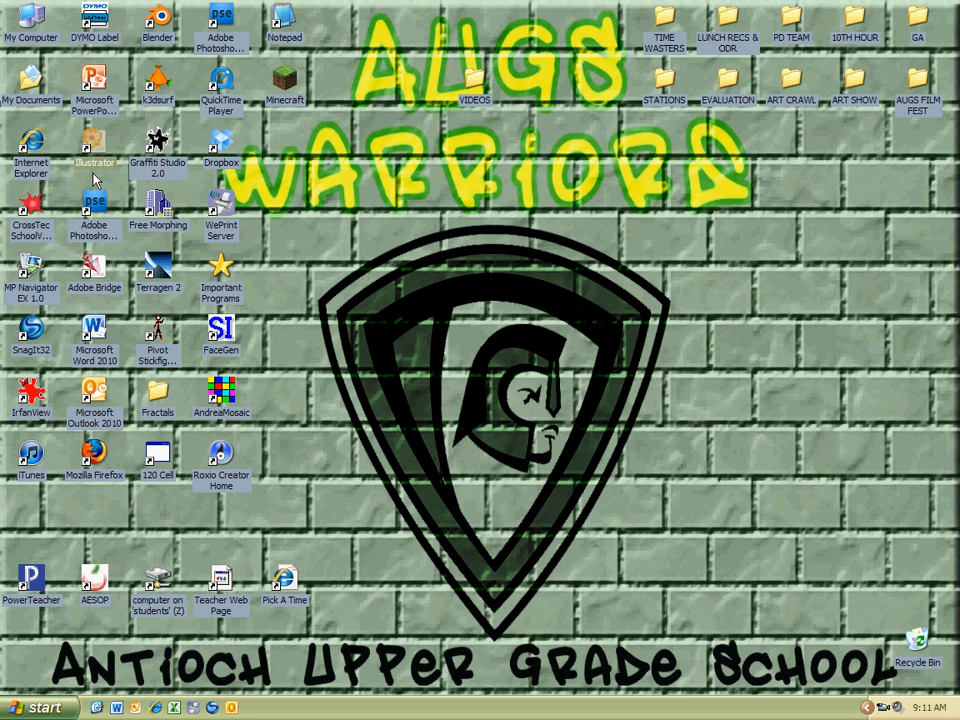 AUGS
WARRIORS
ANTIOCH UPPER GRADE SCHOOL
My Computer
DYMO Label
Blender
Adobe
Photosho...
Notepad
TIME
WASTERS
LUNCH RECS &
ODR
PD TEAM
10TH HOUR
GA
My Documents
Microsoft
PowerPo...
k3dsurf
QuickTime
Player
Minecraft
VIDEOS
STATIONS
EVALUATION
ART CRAWL
ART SHOW
AUGS FILM
FEST
Internet
Explorer
Illustrator
Graffiti Studio
2.0
Dropbox
CrossTec
SchoolV...
Adobe
Photosho...
Free Morphing
WePrint
Server
MP Navigator
EX 1.0
Adobe Bridge
Terragen 2
Important
Programs
SnagIt32
Microsoft
Word 2010
Pivot
Stickfig...
FaceGen
IrfanView
Microsoft
Outlook 2010
Fractals
AndreaMosaic
iTunes
Mozilla Firefox
120 Cell
Roxio Creator
Home
PowerTeacher
AESOP
computer on
'students' (Z)
Teacher Web
Page
Pick A Time
Recycle Bin
start
9:11 AM